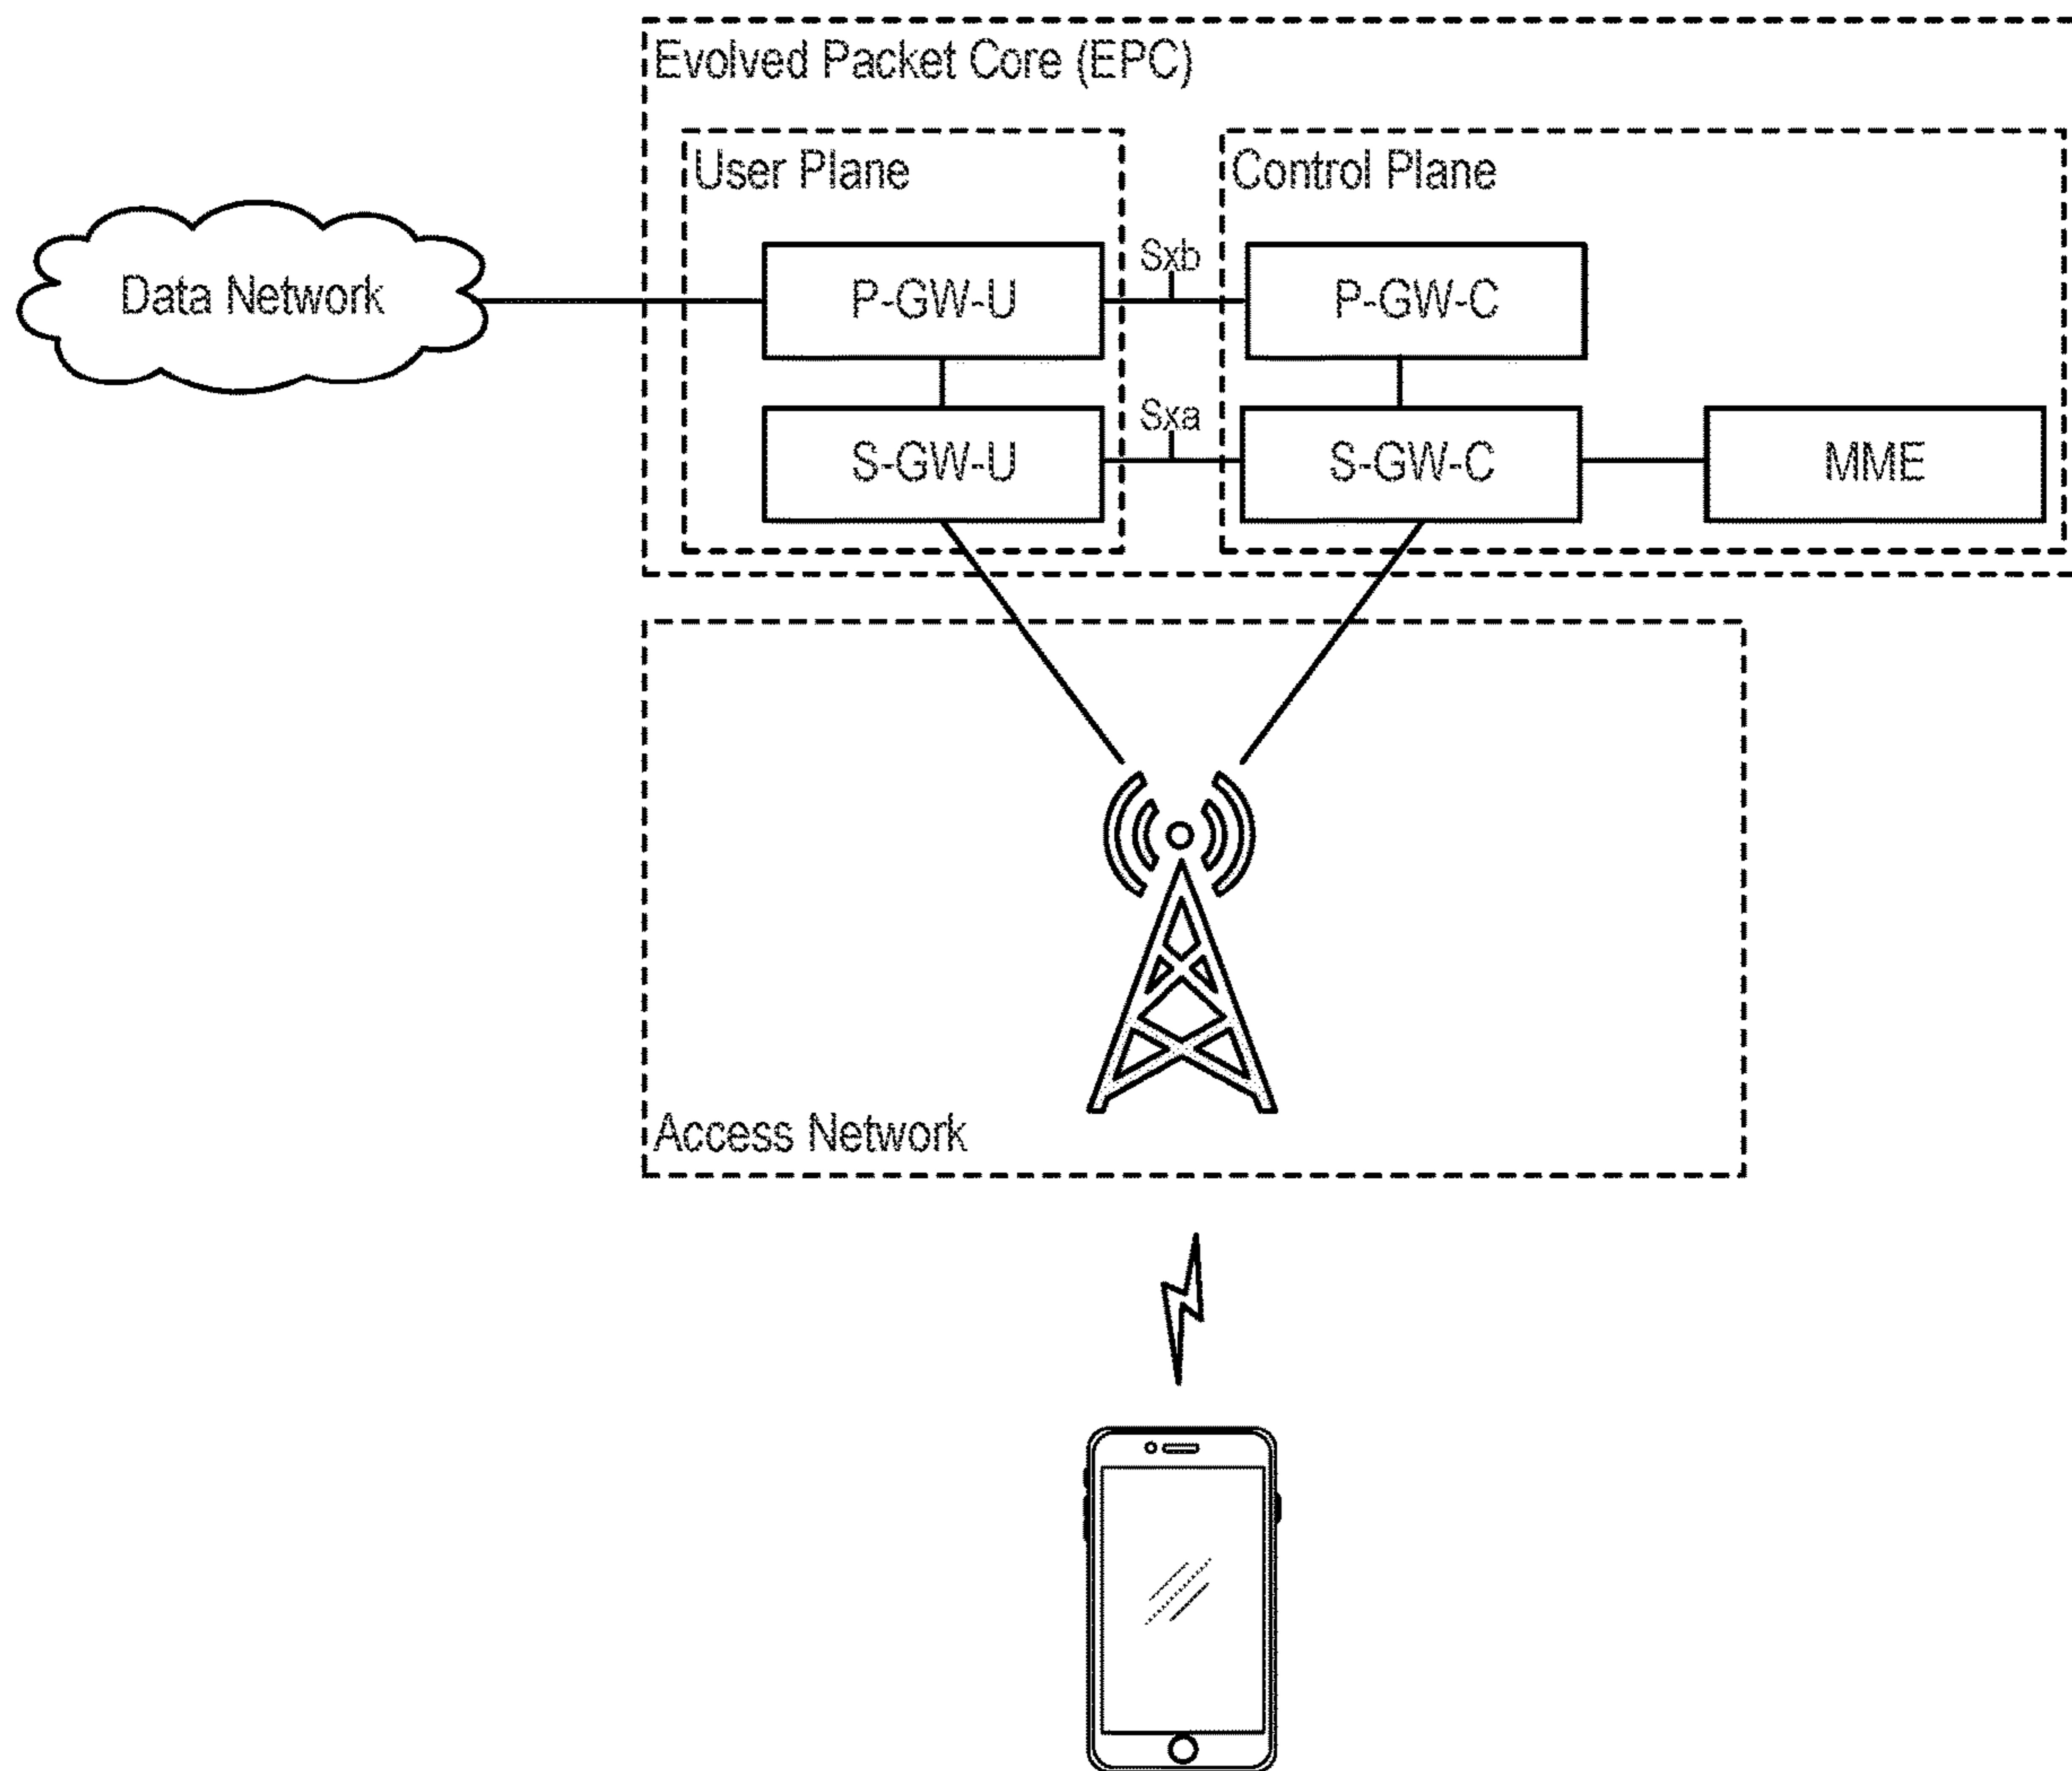 Evolved Packet Core (EPC)
User Plane
Control Plane
Data Network
P-GW-U
Sxb
P-GW-C
S-GW-U
Sxa
S-GW-C
MME
Access Network